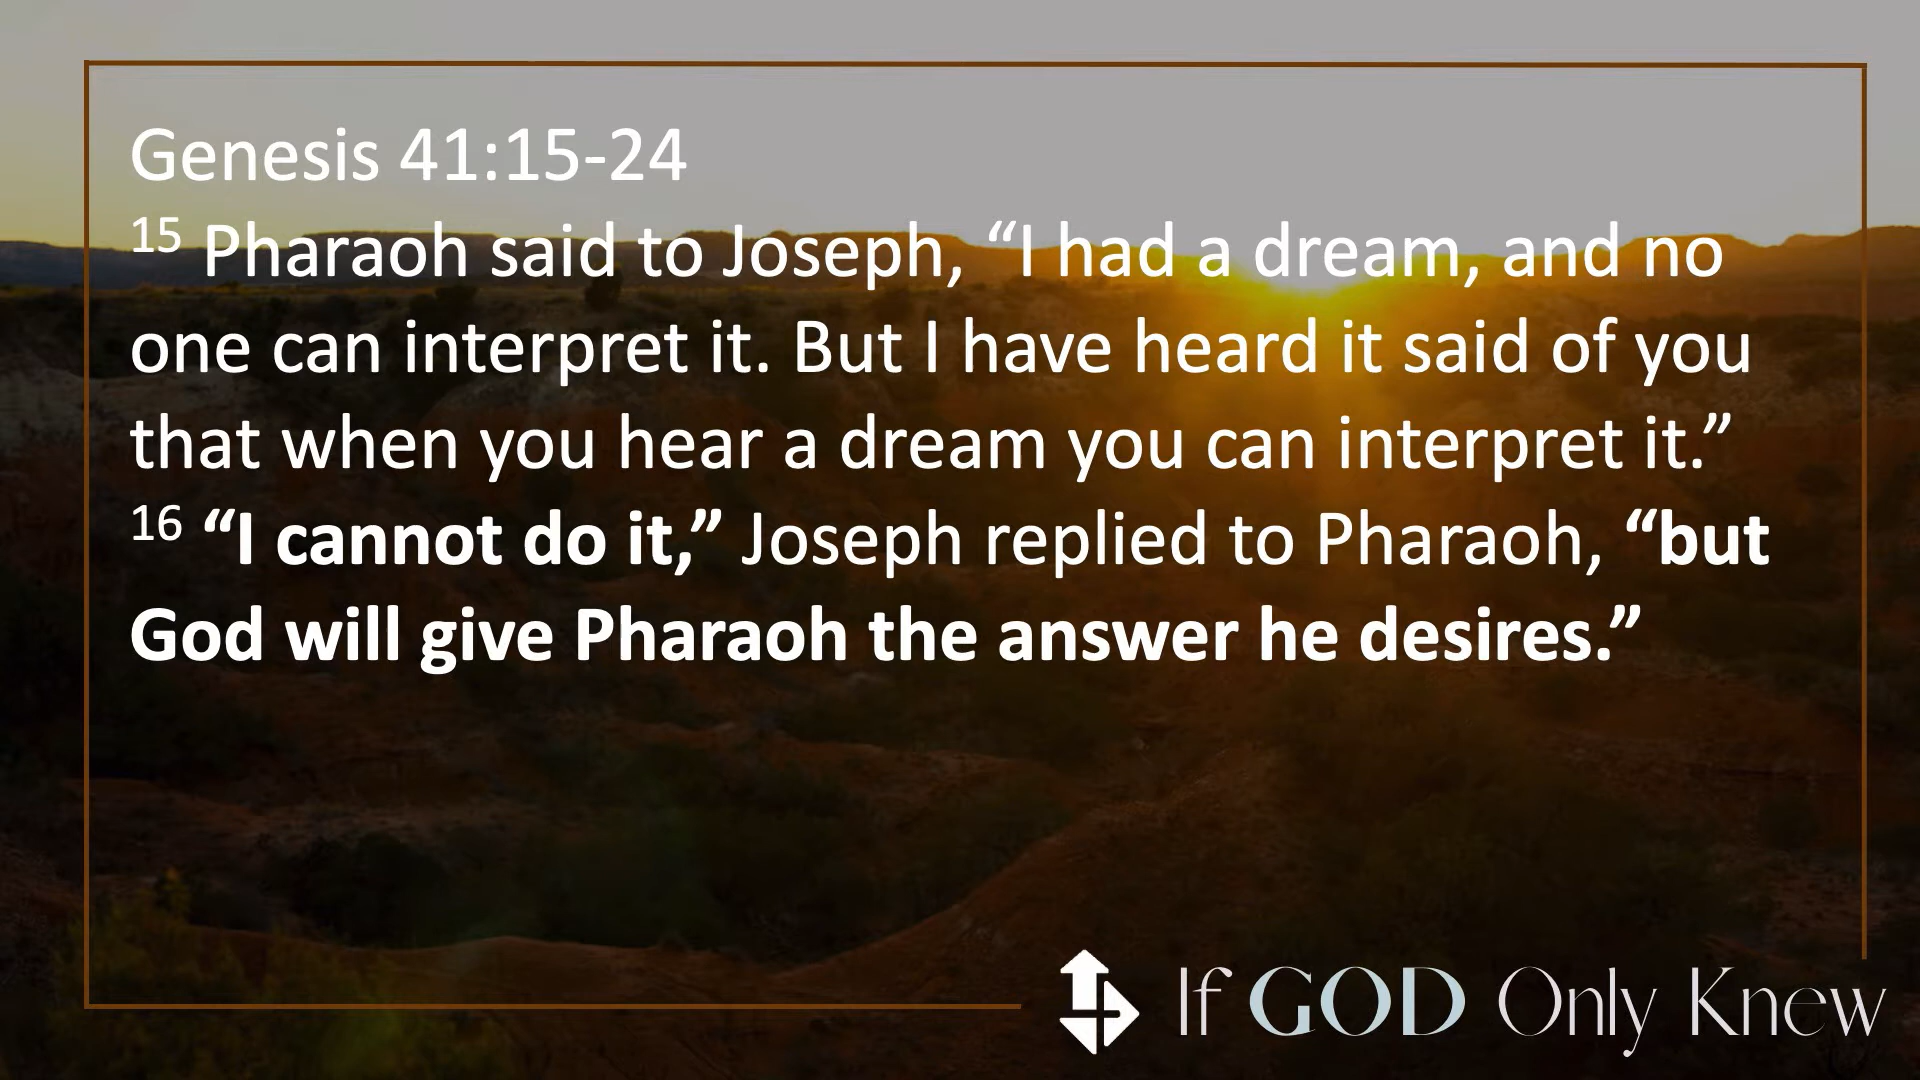 Genesis 41:15-24
15 Pharaoh said to Joseph, “I had a dream, and no
one can interpret it. But I have heard it said of you
that when you hear a dream you can interpret it.”
16 “I cannot do it,” Joseph replied to Pharaoh, “but
God will give Pharaoh the answer he desires.”
If GOD Only Knew